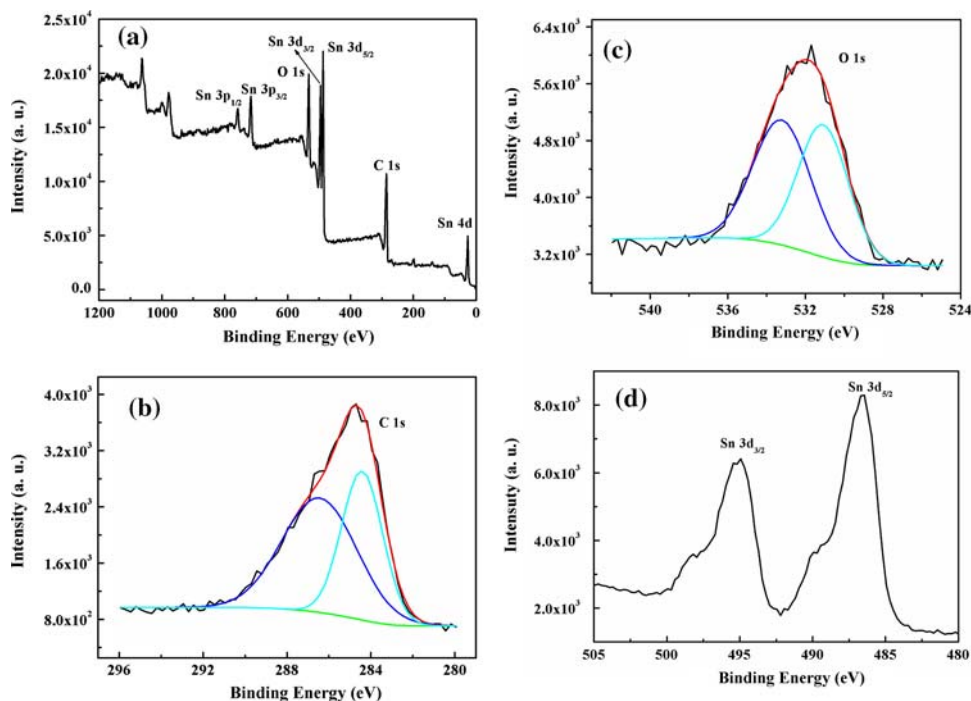 (a)
2.5x10⁴
2.0x10⁴
1.5x10⁴
1.0x10⁴
5.0x10³
0.0
Intensity (a. u.)
Sn 3p₁/₂
Sn 3p₃/₂
O 1s
Sn 3d₃/₂
Sn 3d₅/₂
C 1s
Sn 4d
1200 1000 800 600 400 200 0
Binding Energy (eV)
(c)
6.4x10³
5.6x10³
4.8x10³
4.0x10³
3.2x10³
Intensity (a. u.)
O 1s
540 536 532 528 524
Binding Energy (eV)
(b)
4.0x10³
3.2x10³
2.4x10³
1.6x10³
8.0x10²
Intensity (a. u.)
C 1s
296 292 288 284 280
Binding Energy (eV)
(d)
8.0x10³
6.0x10³
4.0x10³
2.0x10³
Intensuty (a. u.)
Sn 3d₃/₂
Sn 3d₅/₂
505 500 495 490 485 480
Binding Energy (eV)